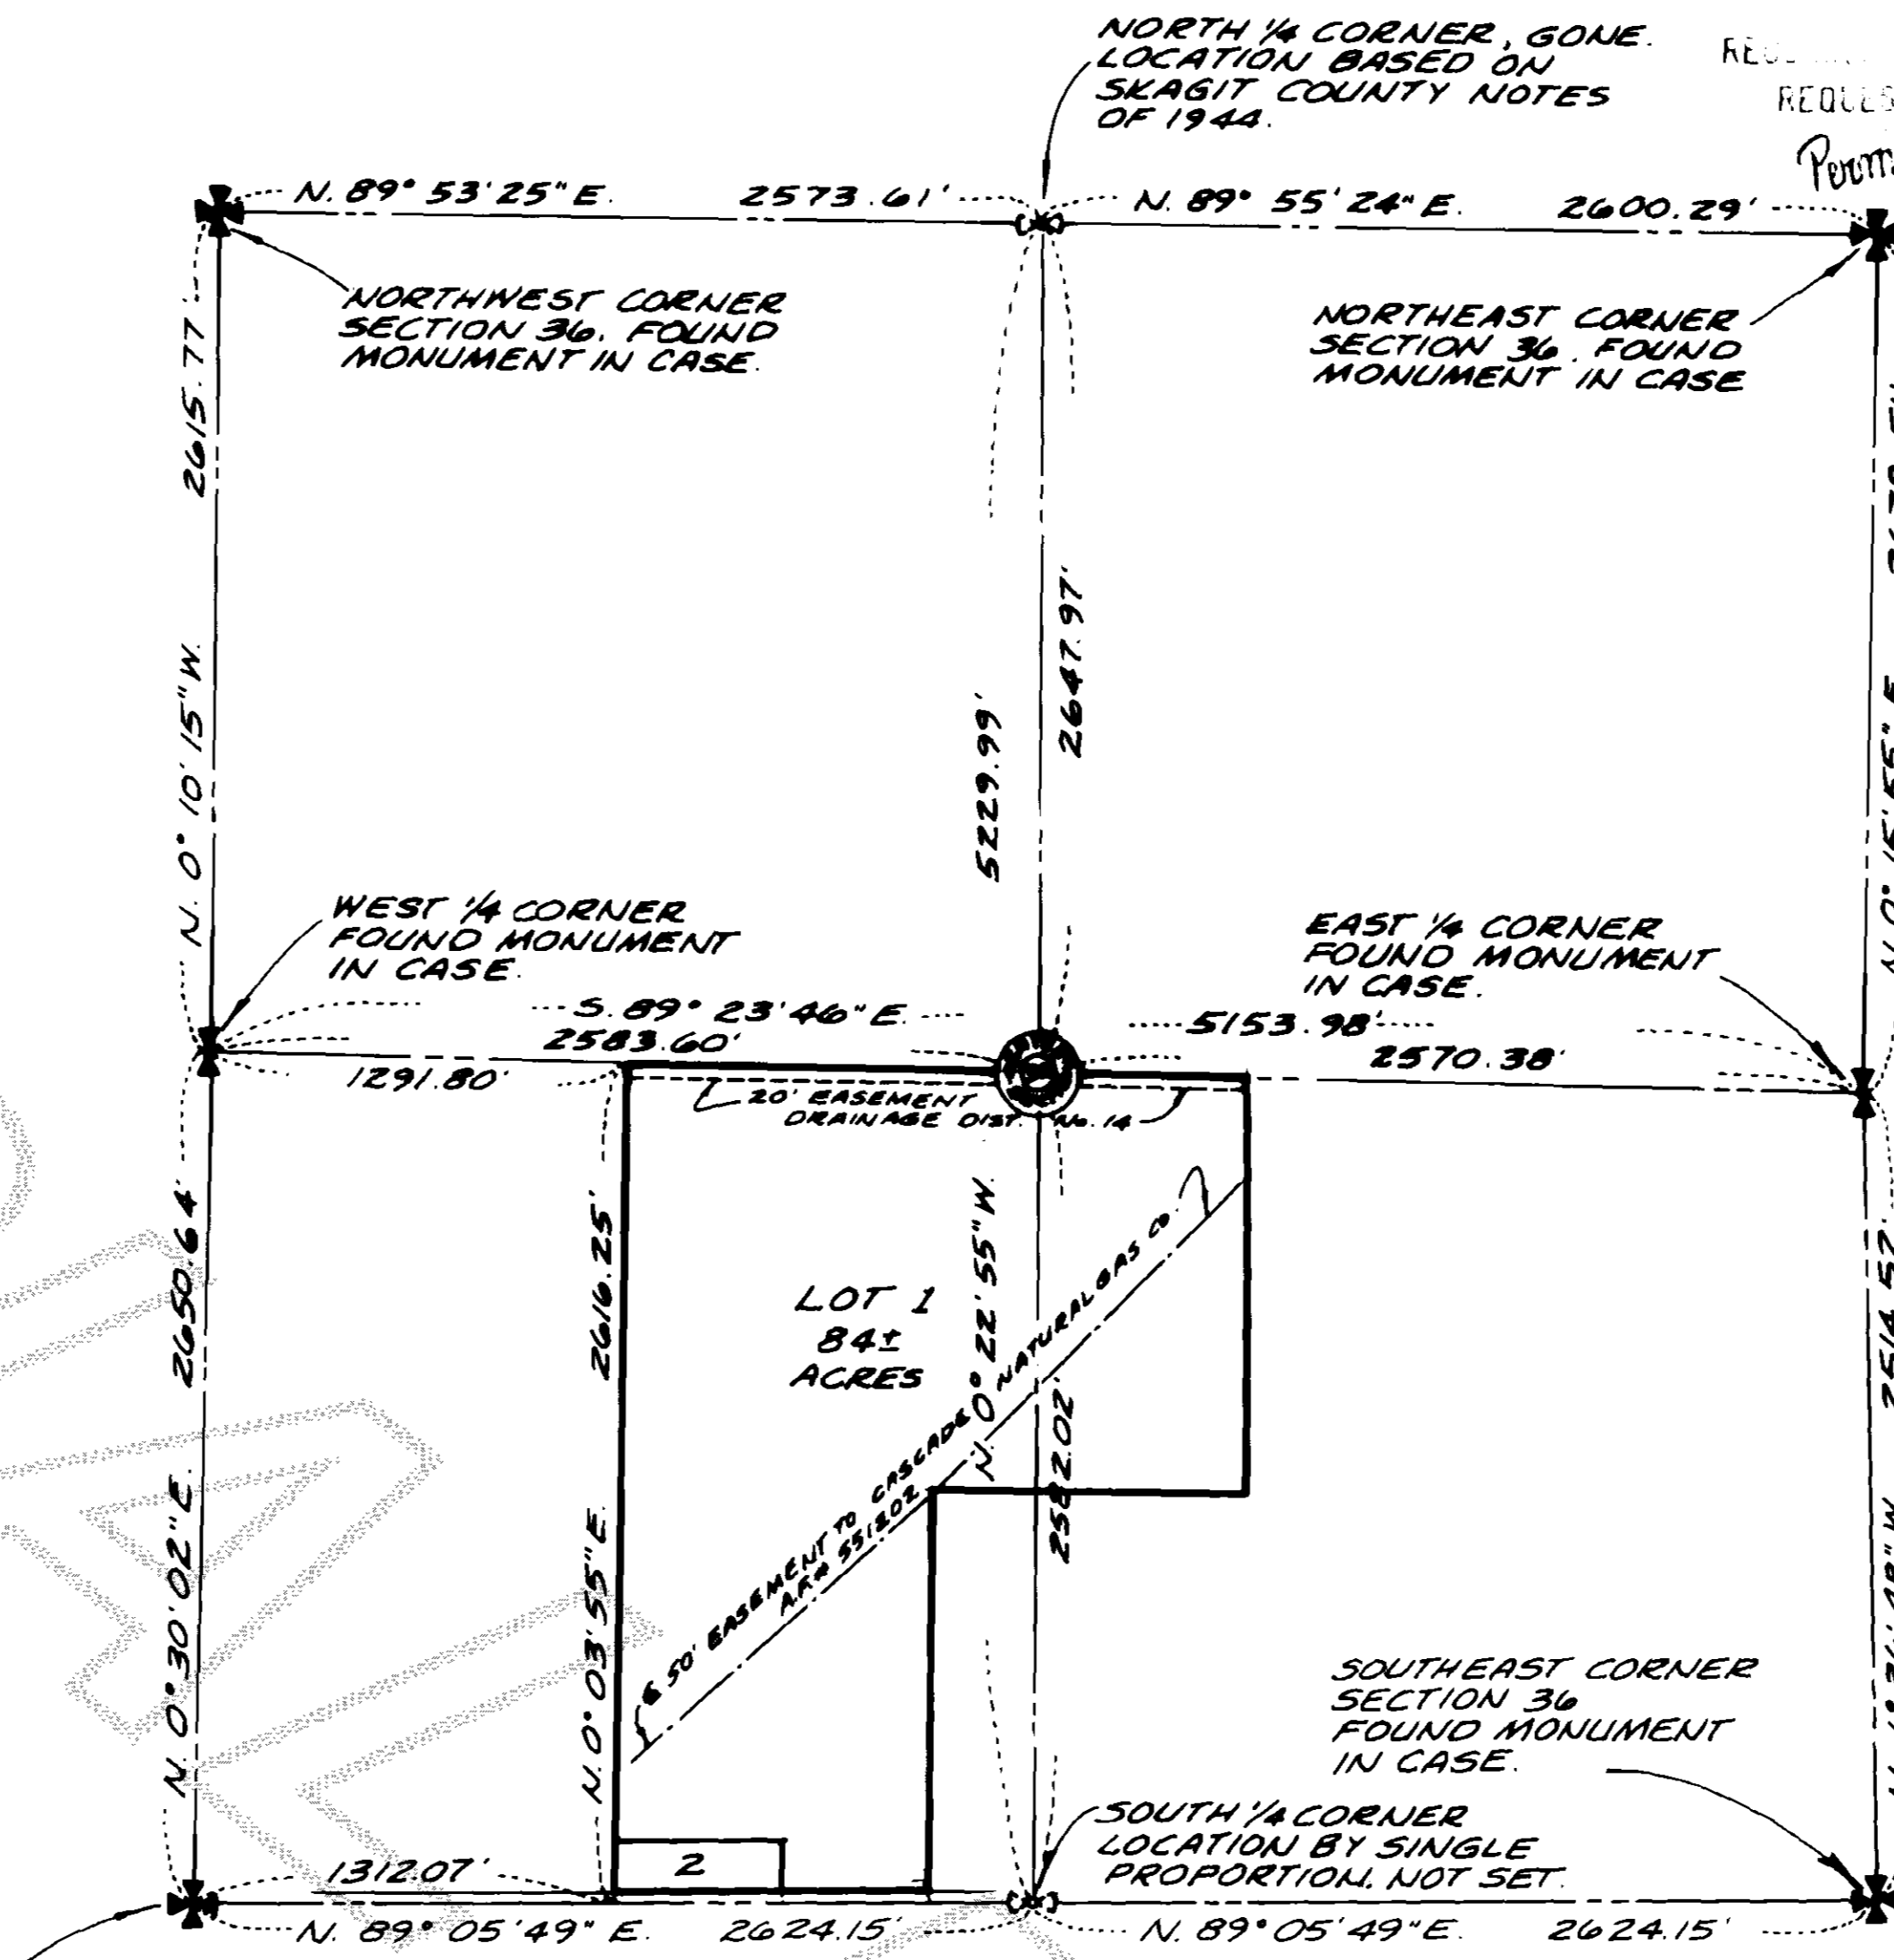 NORTH 1/4 CORNER, GONE.
LOCATION BASED ON
SKAGIT COUNTY NOTES
OF 1944.
N. 89° 53' 25" E. 2573.61'
N. 89° 55' 24" E. 2600.29'
NORTHWEST CORNER
SECTION 36. FOUND
MONUMENT IN CASE.
NORTHEAST CORNER
SECTION 36. FOUND
MONUMENT IN CASE
N. 0° 10' 15" W. 2615.77'
5229.99'
2647.97'
WEST 1/4 CORNER
FOUND MONUMENT
IN CASE.
EAST 1/4 CORNER
FOUND MONUMENT
IN CASE.
S. 89° 23' 46" E.
5153.98'
2583.60'
2570.38'
1291.80'
20' EASEMENT
DRAINAGE DIST. No. 14
N. 0° 30' 02" E. 2650.64'
N. 0° 03' 55" E. 2616.25'
LOT 1
84±
ACRES
N. 0° 22' 55" W.
2582.02'
50' EASEMENT TO CASCADE NATURAL GAS CO.
A.F.# 551202
SOUTHEAST CORNER
SECTION 36
FOUND MONUMENT
IN CASE.
SOUTH 1/4 CORNER
LOCATION BY SINGLE
PROPORTION. NOT SET.
2
1312.07'
N. 89° 05' 49" E. 2624.15'
N. 89° 05' 49" E. 2624.15'